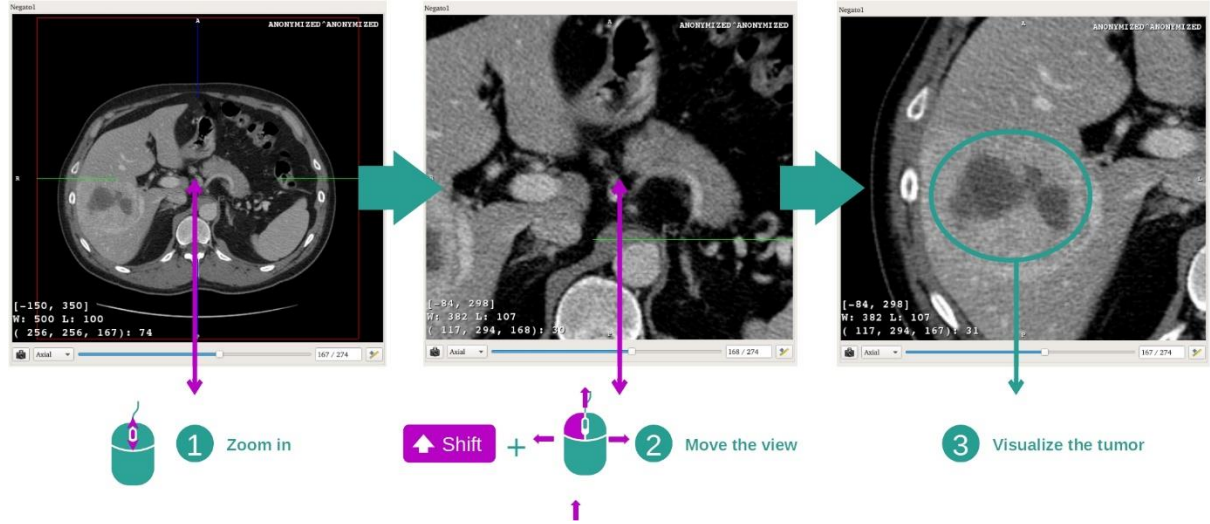 Negato1
A
ANONYMIZED^ANONYMIZED
R
[-150, 350]
W: 500 L: 100
( 256, 256, 167): 74
Axial
167 / 274
Negato1
A
ANONYMIZED^ANONYMIZED
[-84, 298]
W: 382 L: 107
( 117, 294, 168): 30
Axial
168 / 274
Negato1
A
ANONYMIZED^ANONYMIZED
[-84, 298]
W: 382 L: 107
( 117, 294, 167): 31
Axial
167 / 274
1 Zoom in
Shift + 2 Move the view
3 Visualize the tumor